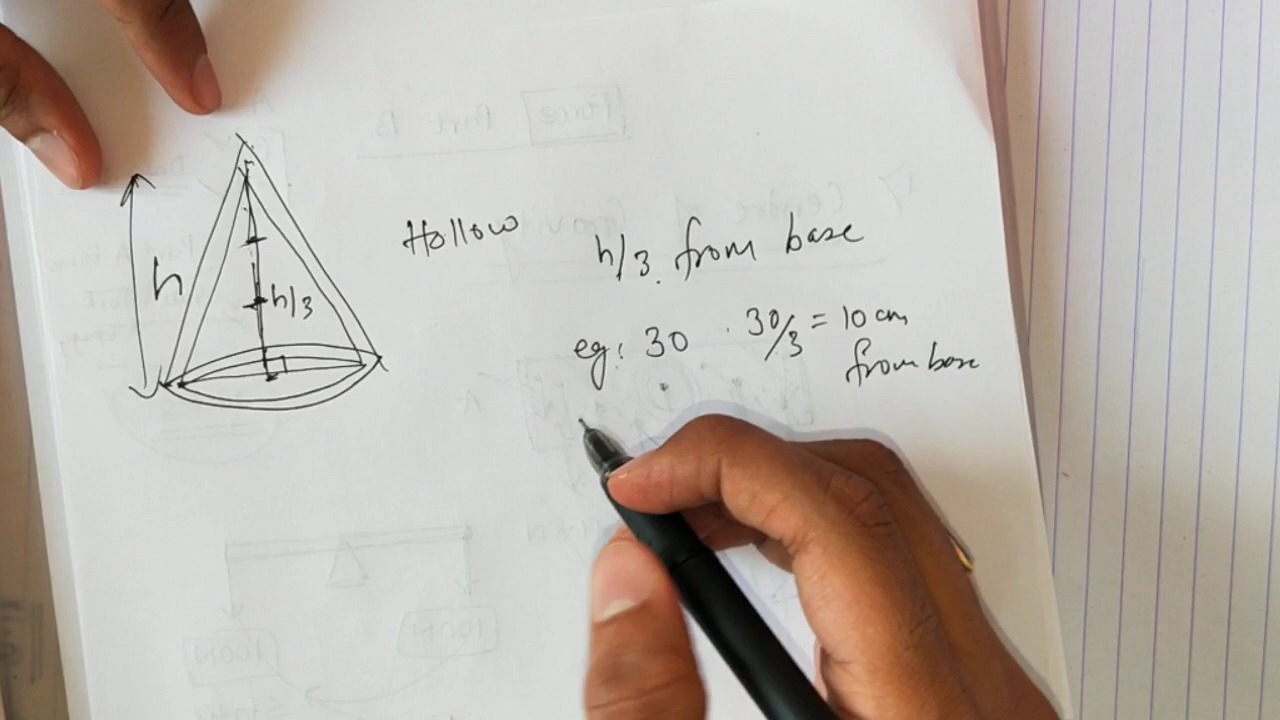 h
h/3
Hollow
h/3 from base
eg: 30 30/3 = 10 cm
from base